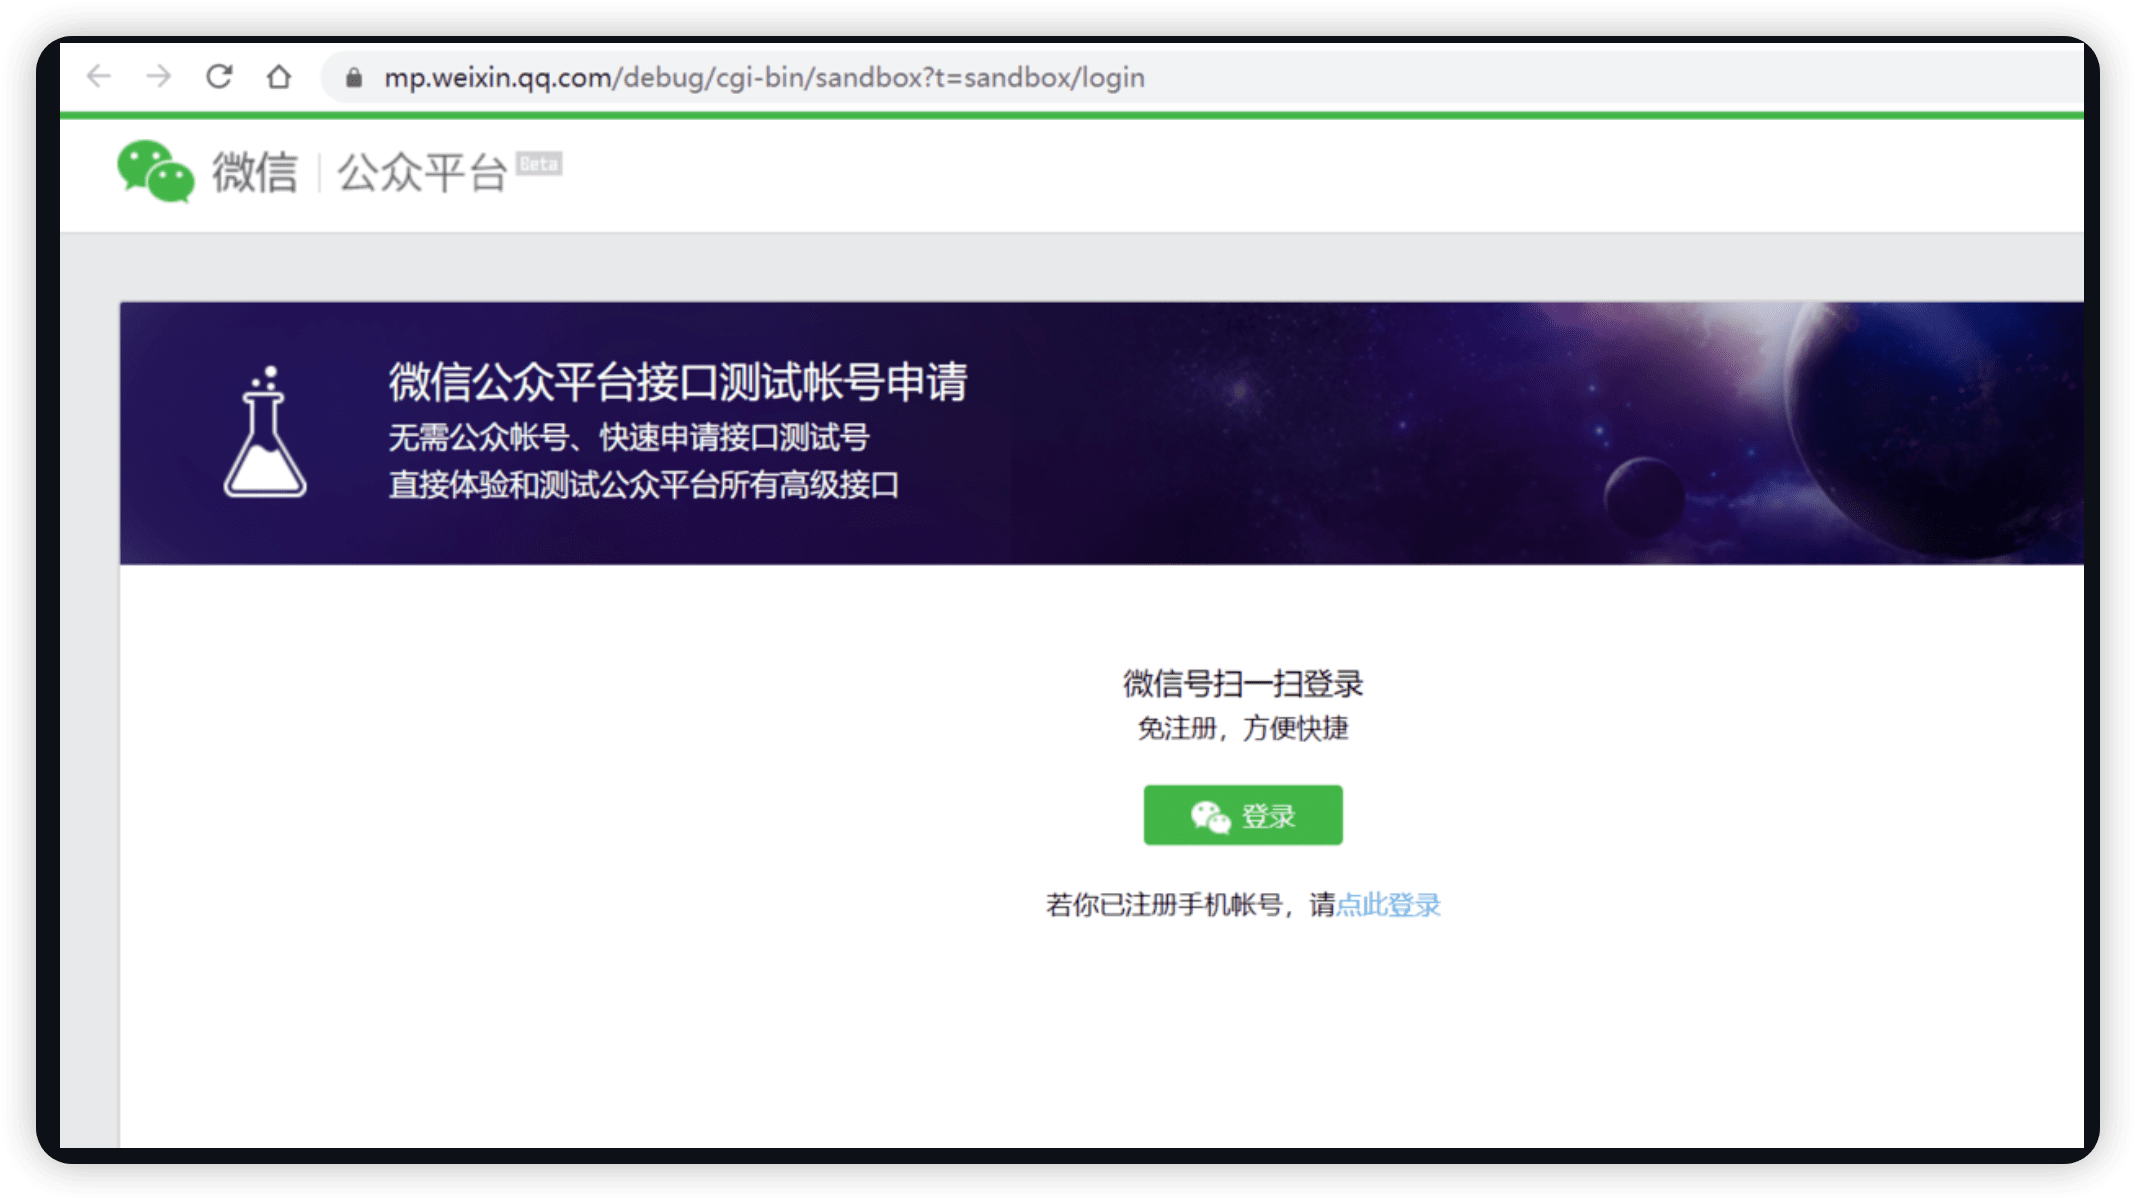 mp.weixin.qq.com/debug/cgi-bin/sandbox?t=sandbox/login
微信 | 公众平台 Beta
微信公众平台接口测试帐号申请
无需公众帐号、快速申请接口测试号
直接体验和测试公众平台所有高级接口
微信号扫一扫登录
免注册，方便快捷
登录
若你已注册手机帐号，请点此登录